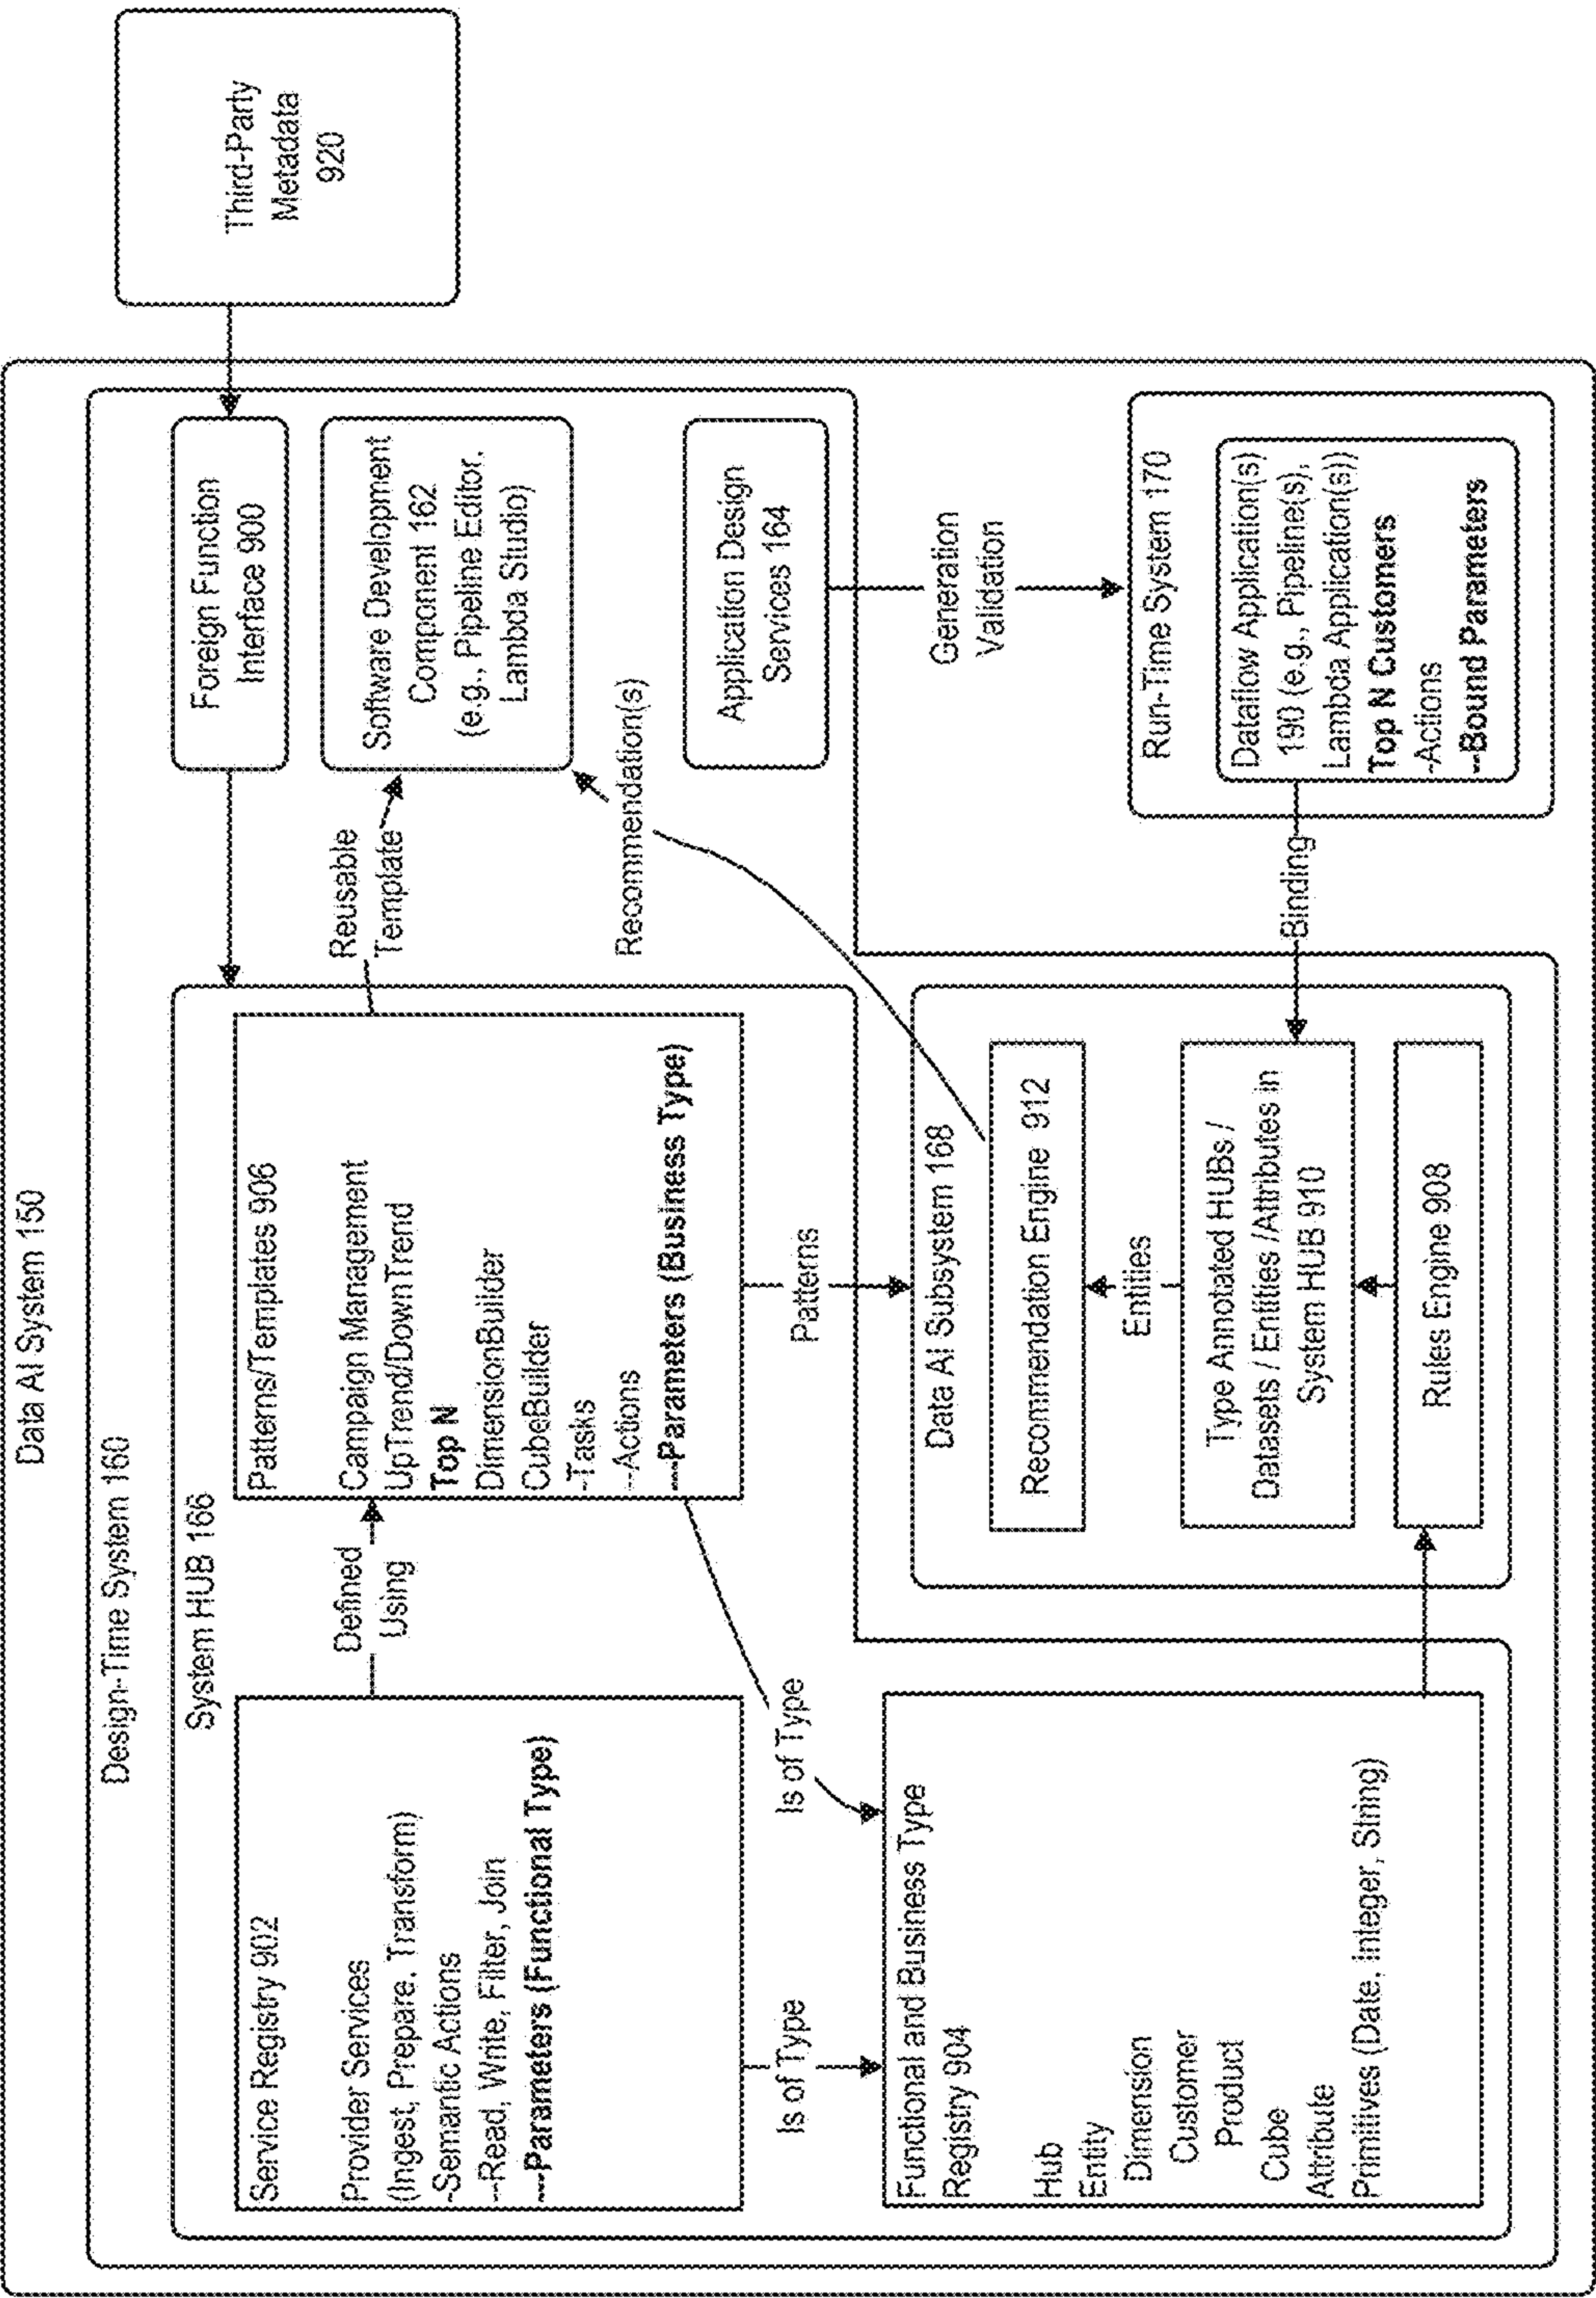 Data AI System 150
Design-Time System 160
System HUB 166
Service Registry 902
Provider Services
(Ingest, Prepare, Transform)
-Semantic Actions
--Read, Write, Filter, Join
---Parameters (Functional Type)
Defined
Using
Patterns/Templates 906
Campaign Management
UpTrend/DownTrend
Top N
DimensionBuilder
CubeBuilder
-Tasks
--Actions
---Parameters (Business Type)
Reusable
Template
Foreign Function
Interface 900
Third-Party
Metadata
920
Software Development
Component 162
(e.g., Pipeline Editor,
Lambda Studio)
Recommendation(s)
Application Design
Services 164
Is of Type
Is of Type
Patterns
Generation
Validation
Functional and Business Type
Registry 904
Hub
Entity
Dimension
Customer
Product
Cube
Attribute
Primitives (Date, Integer, String)
Data AI Subsystem 168
Recommendation Engine 912
Entities
Type Annotated HUBs /
Datasets / Entities /Attributes in
System HUB 910
Rules Engine 908
Binding
Run-Time System 170
Dataflow Application(s)
190 (e.g., Pipeline(s),
Lambda Application(s))
Top N Customers
-Actions
--Bound Parameters